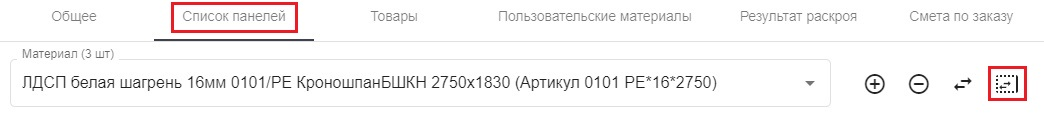 Общее Список панелей Товары Пользовательские материалы Результат раскроя Смета по заказу
Материал (3 шт)
ЛДСП белая шагрень 16мм 0101/PE КроношпанБШКН 2750x1830 (Артикул 0101 PE*16*2750)